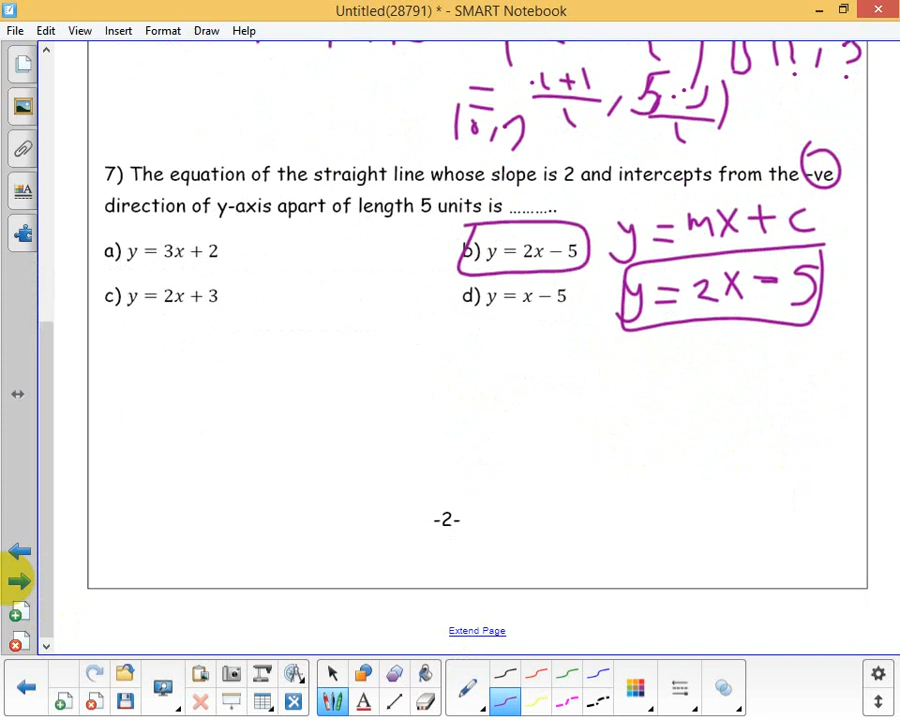 Untitled(28791) * - SMART Notebook
File Edit View Insert Format Draw Help
7) The equation of the straight line whose slope is 2 and intercepts from the -ve
direction of y-axis apart of length 5 units is ...........
y = mx + c
a) y = 3x + 2 b) y = 2x − 5
y = 2x - 5
c) y = 2x + 3 d) y = x − 5
-2-
Extend Page